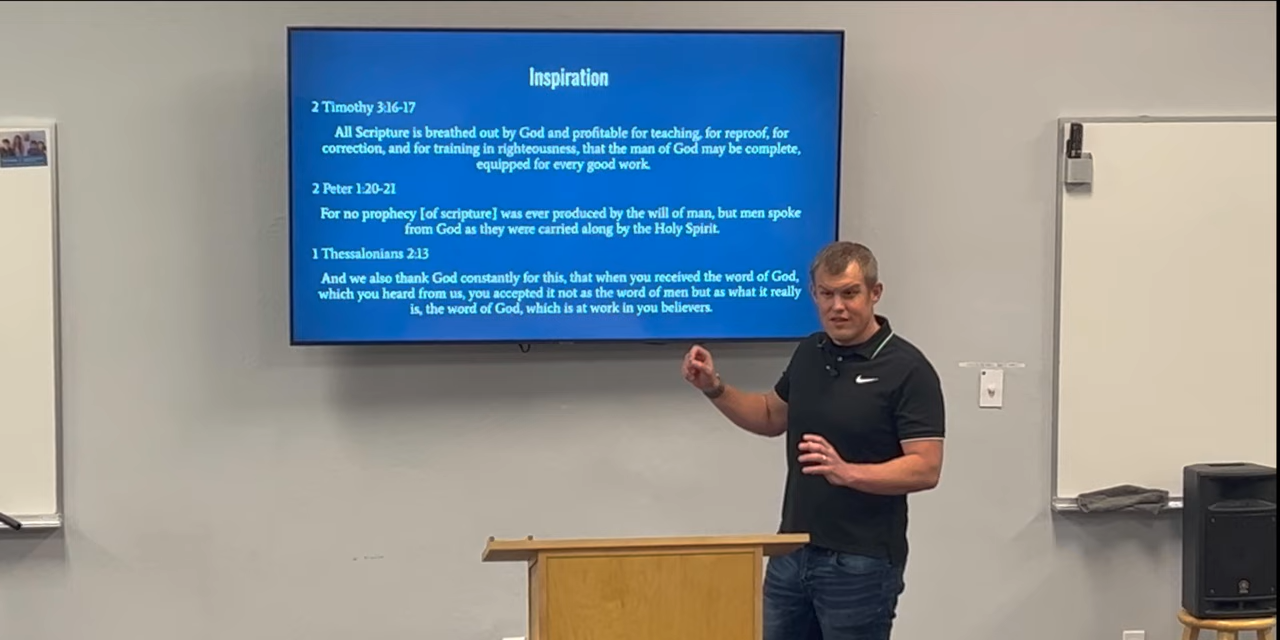 Inspiration
2 Timothy 3:16-17
All Scripture is breathed out by God and profitable for teaching, for reproof, for
correction, and for training in righteousness, that the man of God may be complete,
equipped for every good work.
2 Peter 1:20-21
For no prophecy [of scripture] was ever produced by the will of man, but men spoke
from God as they were carried along by the Holy Spirit.
1 Thessalonians 2:13
And we also thank God constantly for this, that when you received the word of God,
which you heard from us, you accepted it not as the word of men but as what it really
is, the word of God, which is at work in you believers.